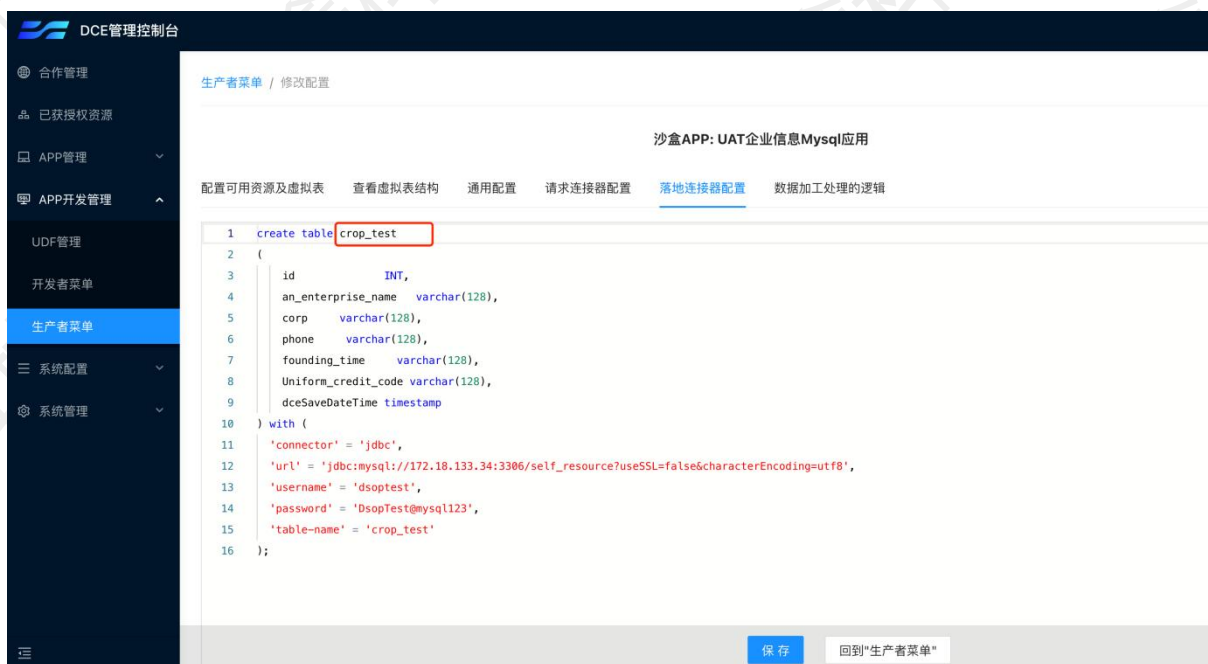 DCE管理控制台
合作管理
已获授权资源
APP管理
APP开发管理
UDF管理
开发者菜单
生产者菜单
系统配置
系统管理
生产者菜单 / 修改配置
沙盒APP: UAT企业信息Mysql应用
配置可用资源及虚拟表 查看虚拟表结构 通用配置 请求连接器配置 落地连接器配置 数据加工处理的逻辑
1 create table crop_test
2 (
3 id INT,
4 an_enterprise_name varchar(128),
5 corp varchar(128),
6 phone varchar(128),
7 founding_time varchar(128),
8 Uniform_credit_code varchar(128),
9 dceSaveDateTime timestamp
10 ) with (
11 'connector' = 'jdbc',
12 'url' = 'jdbc:mysql://172.18.133.34:3306/self_resource?useSSL=false&characterEncoding=utf8',
13 'username' = 'dsoptest',
14 'password' = 'DsopTest@mysql123',
15 'table-name' = 'crop_test'
16 );
保存 回到"生产者菜单"